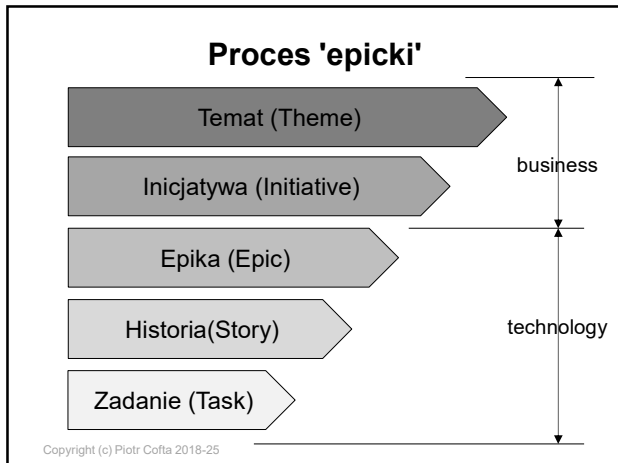 Proces 'epicki'
Temat (Theme)
business
Inicjatywa (Initiative)
Epika (Epic)
Historia(Story)
technology
Zadanie (Task)
Copyright (c) Piotr Cofta 2018-25